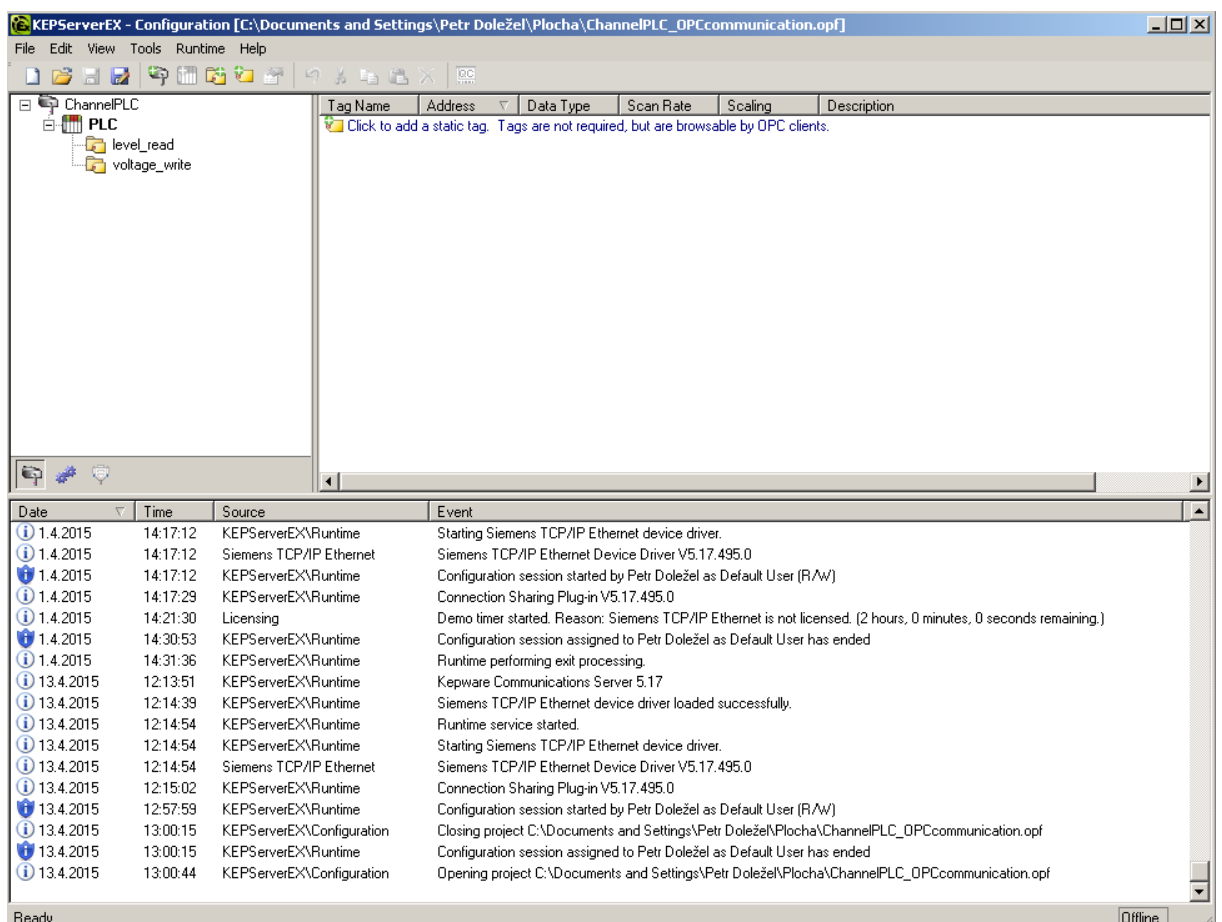 KEPServerEX - Configuration [C:\Documents and Settings\Petr Doležel\Plocha\ChannelPLC_OPCcommunication.opf]
File Edit View Tools Runtime Help
ChannelPLC
PLC
level_read
voltage_write
Tag Name Address Data Type Scan Rate Scaling Description
Click to add a static tag. Tags are not required, but are browsable by OPC clients.
Date Time Source Event
1.4.2015 14:17:12 KEPServerEX\Runtime Starting Siemens TCP/IP Ethernet device driver.
1.4.2015 14:17:12 Siemens TCP/IP Ethernet Siemens TCP/IP Ethernet Device Driver V5.17.495.0
1.4.2015 14:17:12 KEPServerEX\Runtime Configuration session started by Petr Doležel as Default User (R/W)
1.4.2015 14:17:29 KEPServerEX\Runtime Connection Sharing Plug-in V5.17.495.0
1.4.2015 14:21:30 Licensing Demo timer started. Reason: Siemens TCP/IP Ethernet is not licensed. (2 hours, 0 minutes, 0 seconds remaining.)
1.4.2015 14:30:53 KEPServerEX\Runtime Configuration session assigned to Petr Doležel as Default User has ended
1.4.2015 14:31:36 KEPServerEX\Runtime Runtime performing exit processing.
13.4.2015 12:13:51 KEPServerEX\Runtime Kepware Communications Server 5.17
13.4.2015 12:14:39 KEPServerEX\Runtime Siemens TCP/IP Ethernet device driver loaded successfully.
13.4.2015 12:14:54 KEPServerEX\Runtime Runtime service started.
13.4.2015 12:14:54 KEPServerEX\Runtime Starting Siemens TCP/IP Ethernet device driver.
13.4.2015 12:14:54 Siemens TCP/IP Ethernet Siemens TCP/IP Ethernet Device Driver V5.17.495.0
13.4.2015 12:15:02 KEPServerEX\Runtime Connection Sharing Plug-in V5.17.495.0
13.4.2015 12:57:59 KEPServerEX\Runtime Configuration session started by Petr Doležel as Default User (R/W)
13.4.2015 13:00:15 KEPServerEX\Configuration Closing project C:\Documents and Settings\Petr Doležel\Plocha\ChannelPLC_OPCcommunication.opf
13.4.2015 13:00:15 KEPServerEX\Runtime Configuration session assigned to Petr Doležel as Default User has ended
13.4.2015 13:00:44 KEPServerEX\Configuration Opening project C:\Documents and Settings\Petr Doležel\Plocha\ChannelPLC_OPCcommunication.opf
Ready Offline